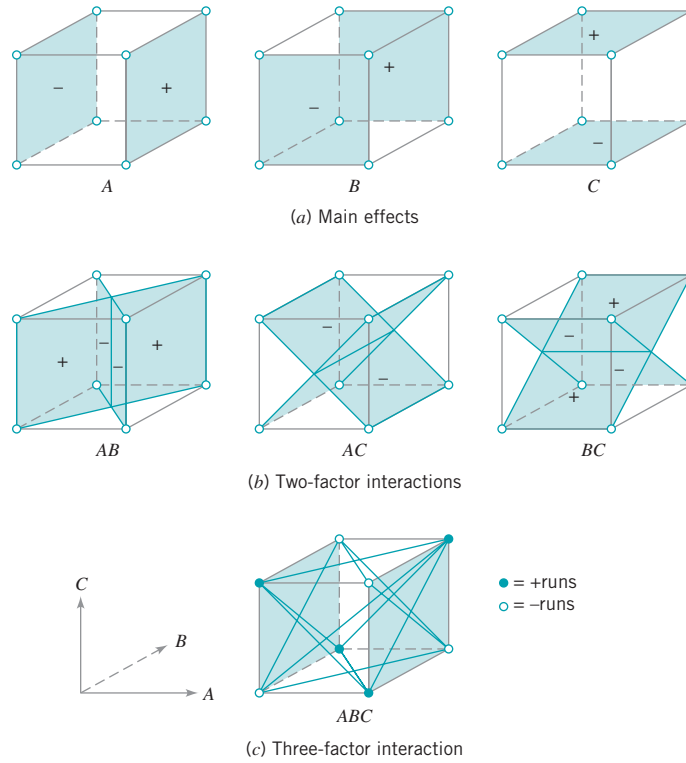 − + − + + −
A B C
(a) Main effects
+ − − + − − + − − +
AB AC BC
(b) Two-factor interactions
C
B
A
= +runs
= –runs
ABC
(c) Three-factor interaction